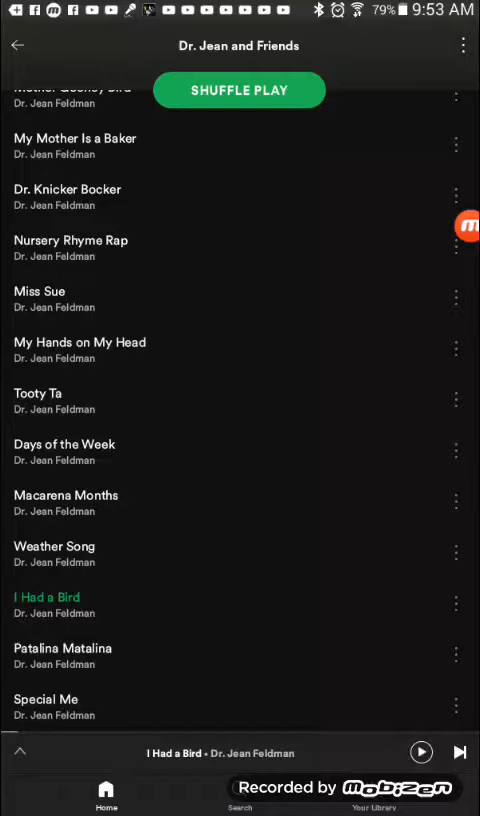 79% 9:53 AM
Dr. Jean and Friends
SHUFFLE PLAY
Dr. Jean Feldman
My Mother Is a Baker
Dr. Jean Feldman
Dr. Knicker Bocker
Dr. Jean Feldman
Nursery Rhyme Rap
Dr. Jean Feldman
Miss Sue
Dr. Jean Feldman
My Hands on My Head
Dr. Jean Feldman
Tooty Ta
Dr. Jean Feldman
Days of the Week
Dr. Jean Feldman
Macarena Months
Dr. Jean Feldman
Weather Song
Dr. Jean Feldman
I Had a Bird
Dr. Jean Feldman
Patalina Matalina
Dr. Jean Feldman
Special Me
Dr. Jean Feldman
I Had a Bird • Dr. Jean Feldman
Recorded by Mobizen
Home Search Your Library